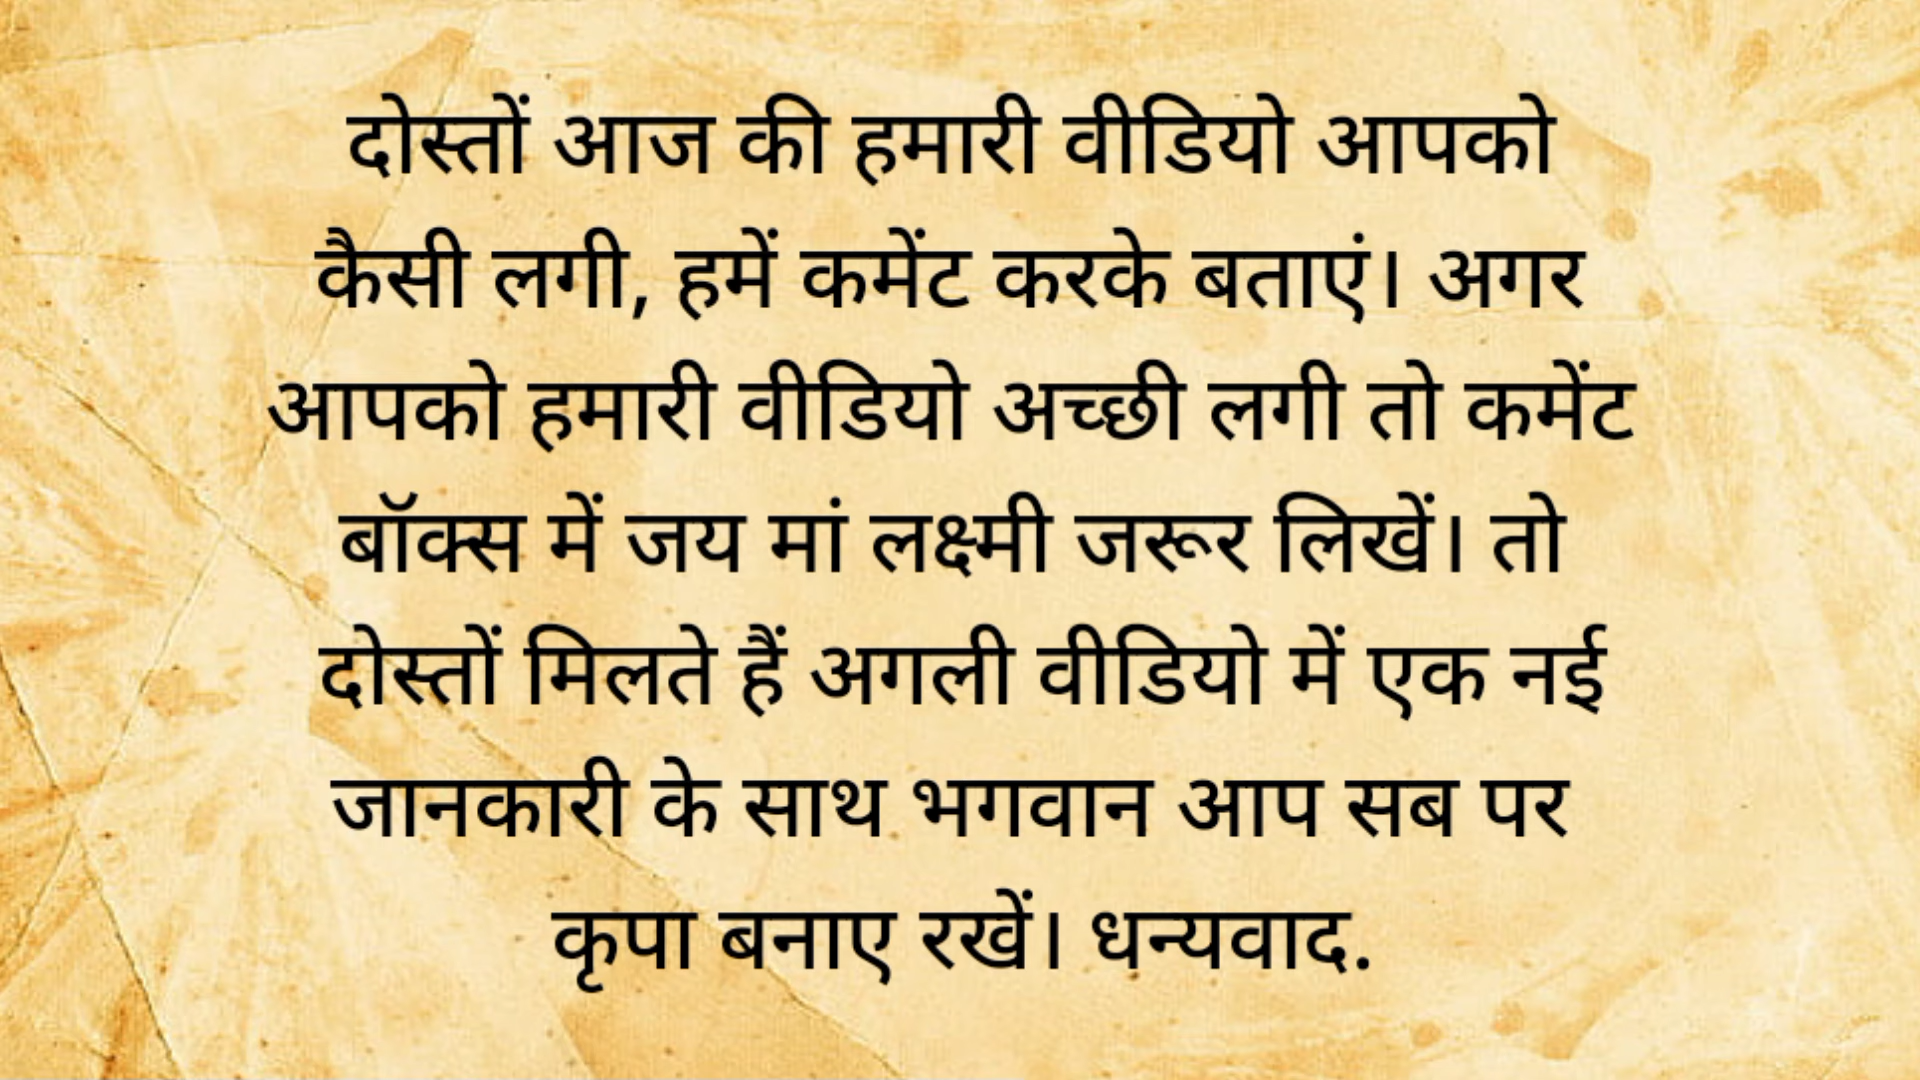 दोस्तों आज की हमारी वीडियो आपको
कैसी लगी, हमें कमेंट करके बताएं। अगर
आपको हमारी वीडियो अच्छी लगी तो कमेंट
बॉक्स में जय मां लक्ष्मी जरूर लिखें। तो
दोस्तों मिलते हैं अगली वीडियो में एक नई
जानकारी के साथ भगवान आप सब पर
कृपा बनाए रखें। धन्यवाद.